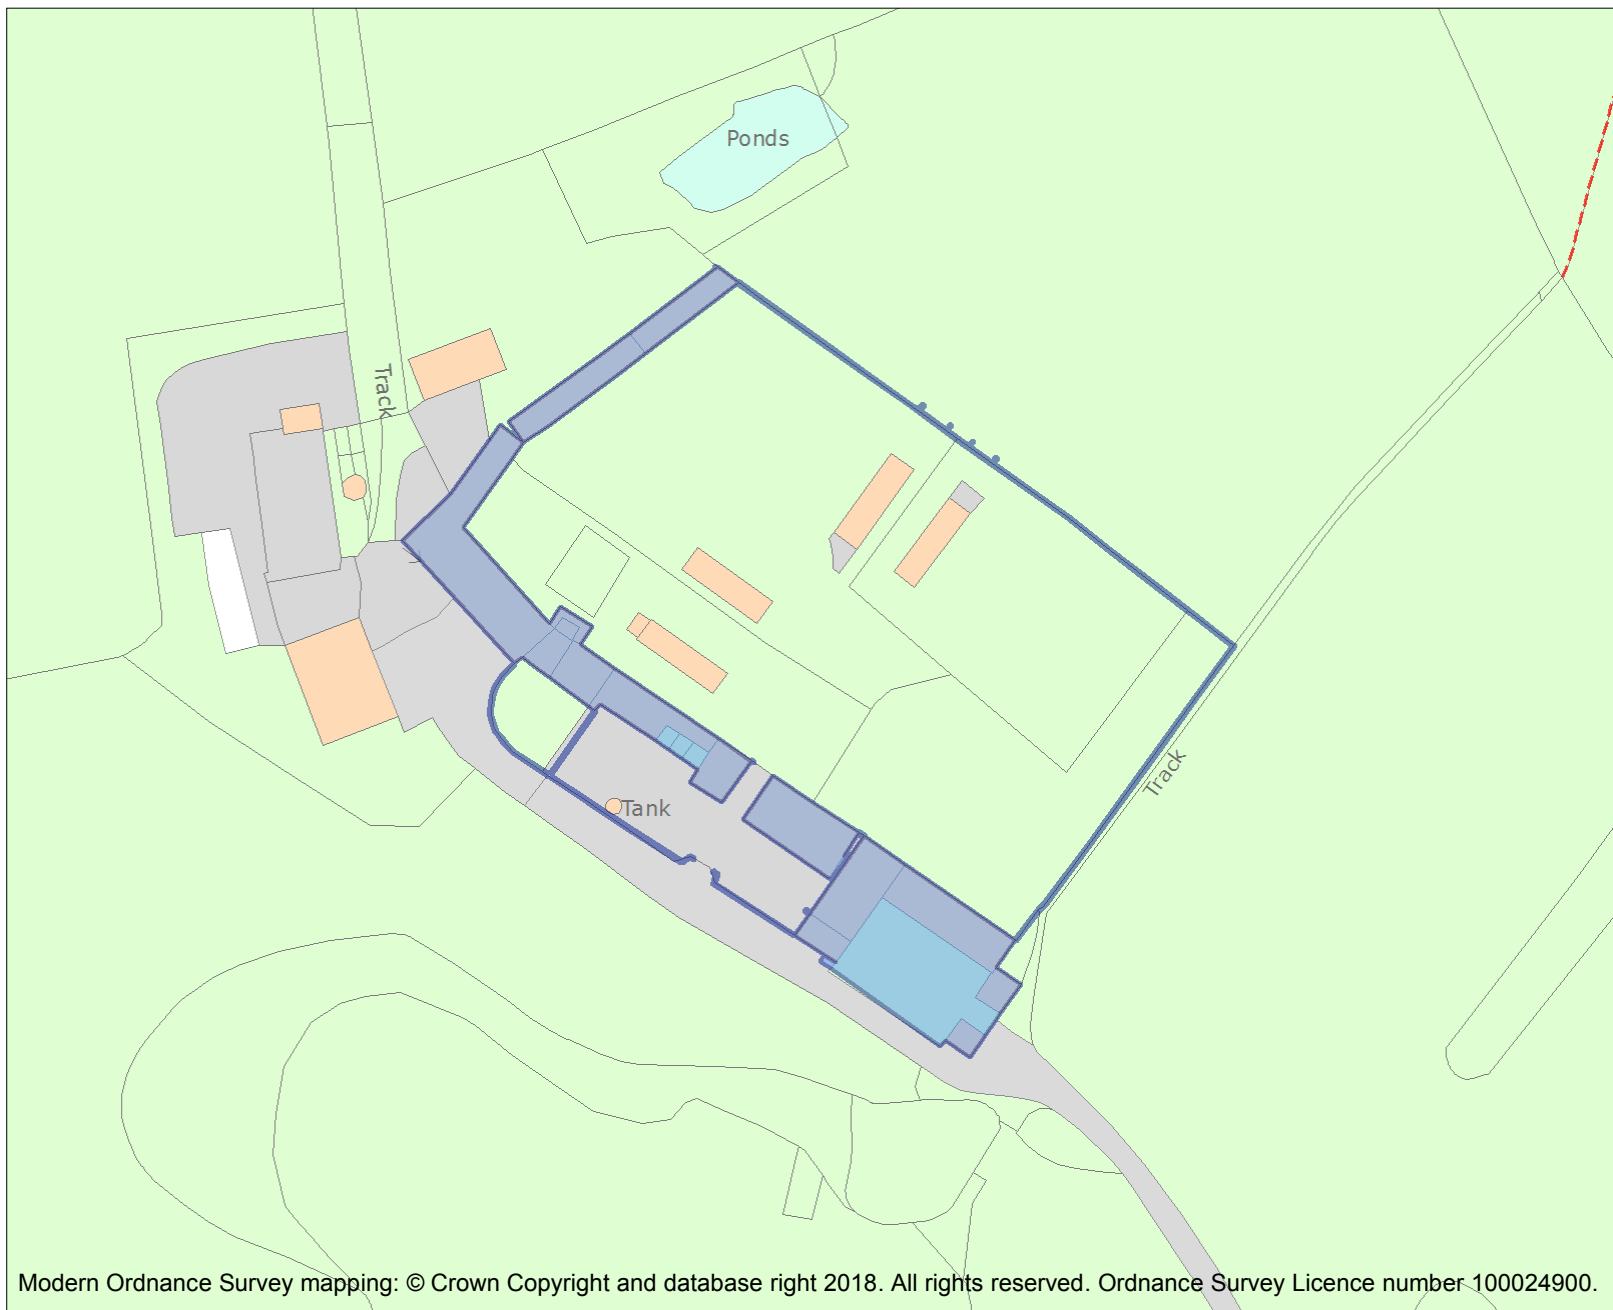 Ponds
Track
Track
Tank
Modern Ordnance Survey mapping: © Crown Copyright and database right 2018. All rights reserved. Ordnance Survey Licence number 100024900.